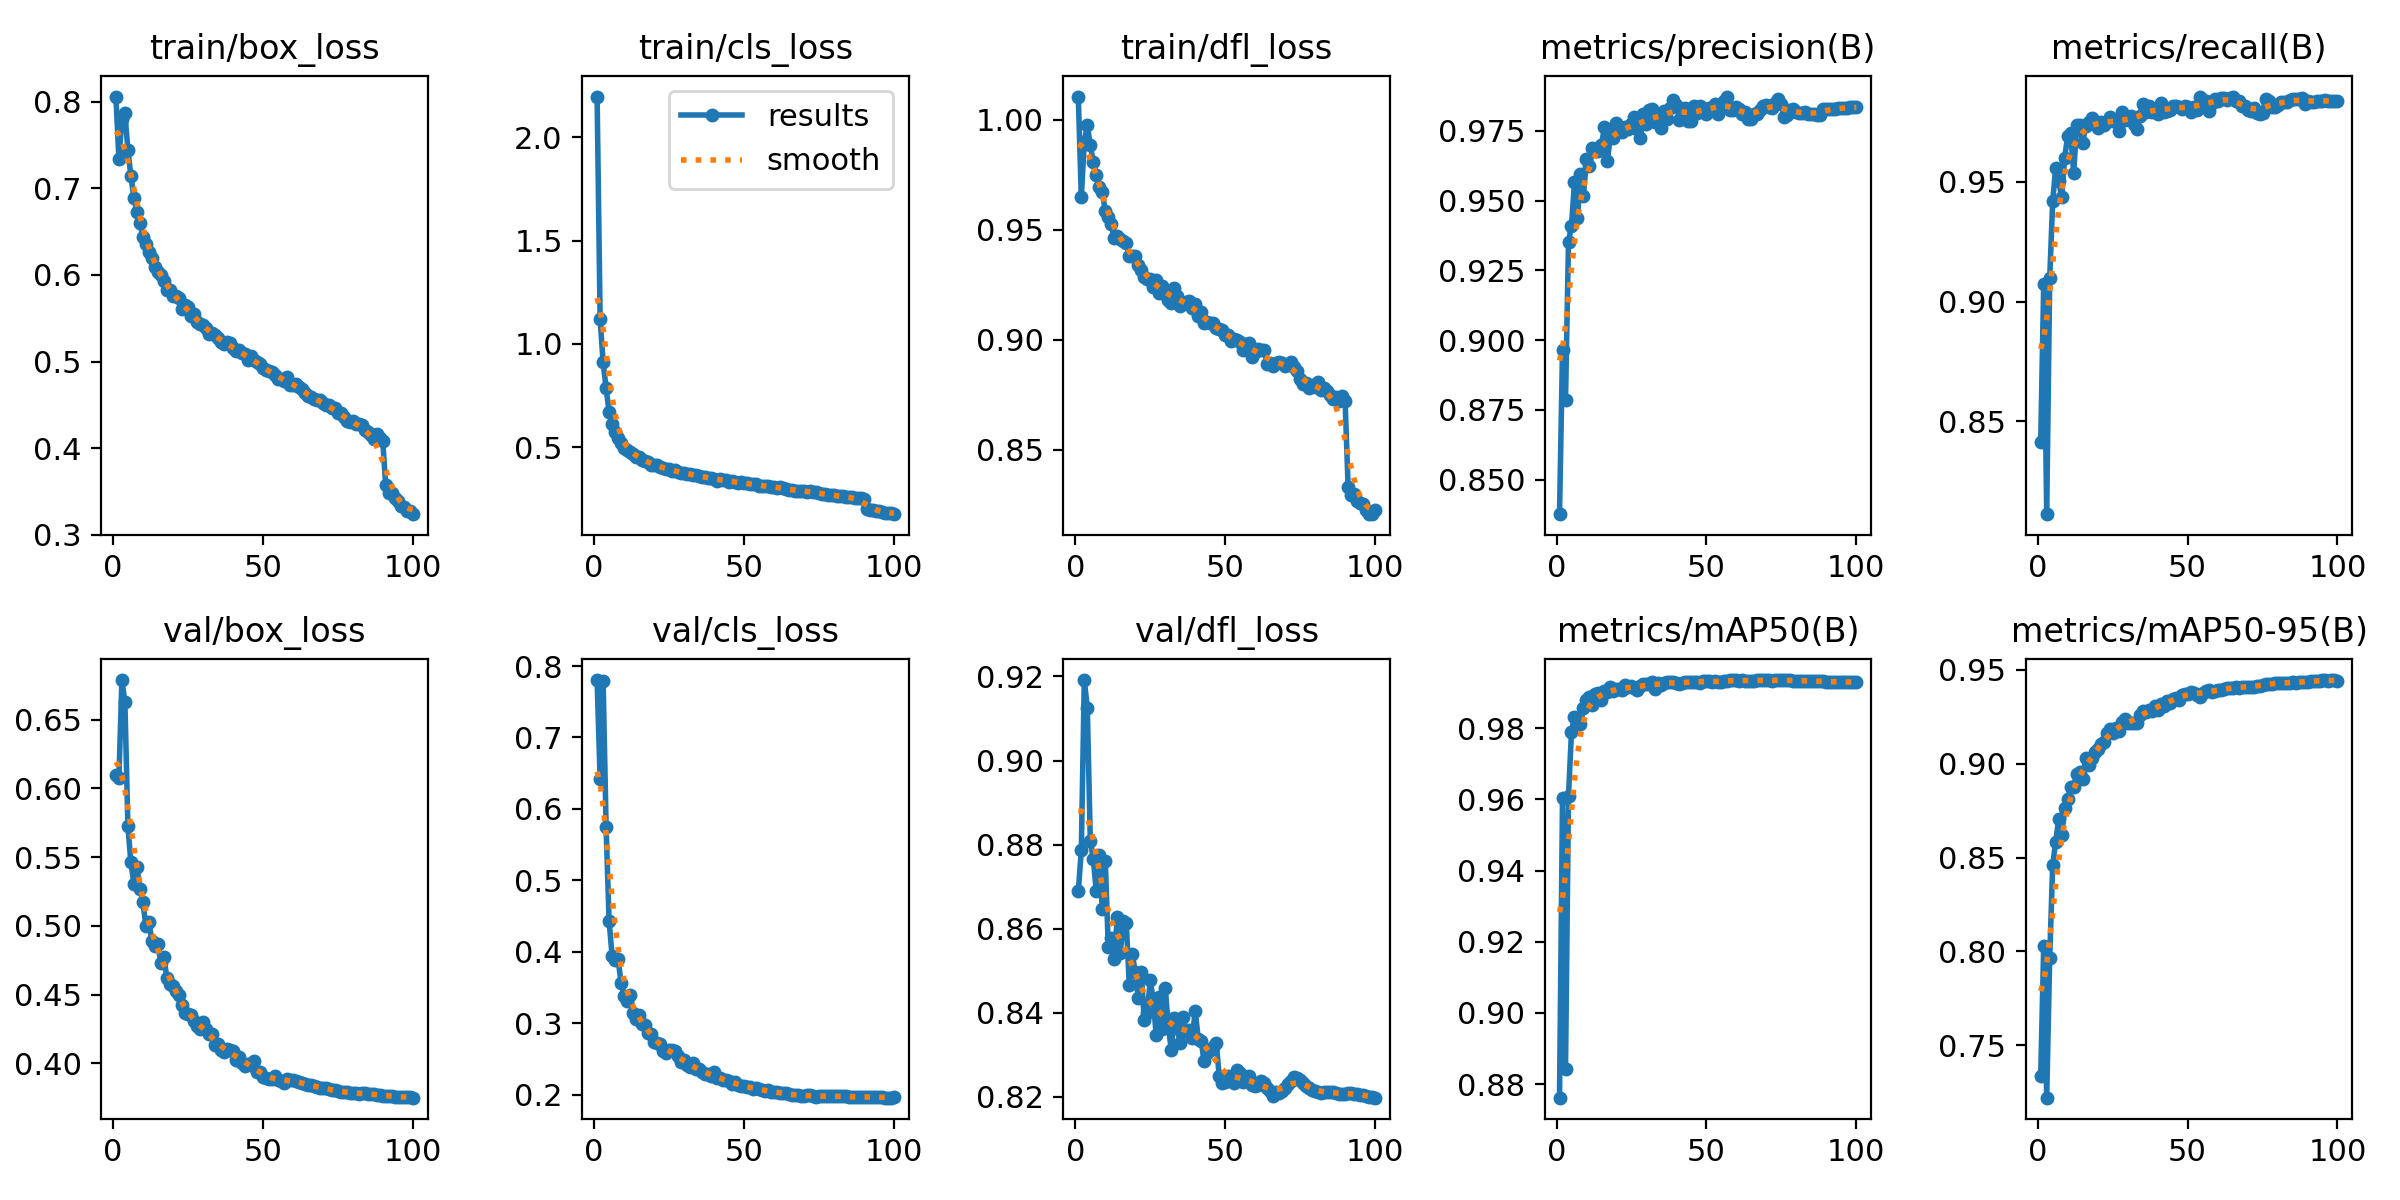 train/box_loss
0.8
0.7
0.6
0.5
0.4
0.3
0 50 100
train/cls_loss
results
smooth
2.0
1.5
1.0
0.5
0 50 100
train/dfl_loss
1.00
0.95
0.90
0.85
0 50 100
metrics/precision(B)
0.975
0.950
0.925
0.900
0.875
0.850
0 50 100
metrics/recall(B)
0.95
0.90
0.85
0 50 100
val/box_loss
0.65
0.60
0.55
0.50
0.45
0.40
0 50 100
val/cls_loss
0.8
0.7
0.6
0.5
0.4
0.3
0.2
0 50 100
val/dfl_loss
0.92
0.90
0.88
0.86
0.84
0.82
0 50 100
metrics/mAP50(B)
0.98
0.96
0.94
0.92
0.90
0.88
0 50 100
metrics/mAP50-95(B)
0.95
0.90
0.85
0.80
0.75
0 50 100